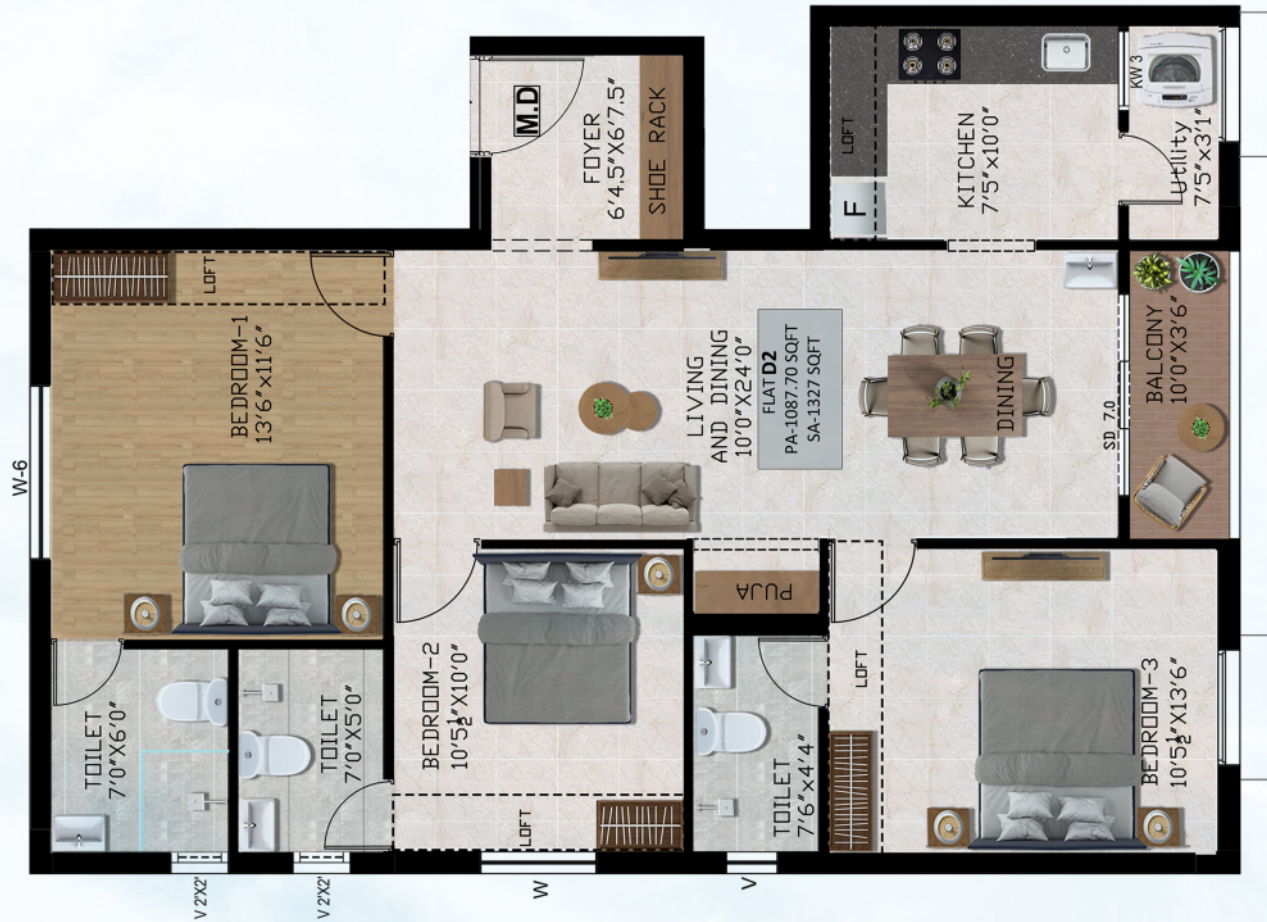 W-6
BEDROOM-1
13'6"x11'6"
LOFT
M.D
FOYER
6'4.5"X6'7.5"
SHOE RACK
LOFT
F
KITCHEN
7'5"x10'0"
KW3
Utility
7'5"x3'1"
LIVING
AND DINING
10'0"X24'0"
FLAT D2
PA-1087.70 SQFT
SA-1327 SQFT
DINING
SD 7.0
BALCONY
10'0"X3'6"
TOILET
7'0"X6'0"
TOILET
7'0"X5'0"
BEDROOM-2
10'5½"X10'0"
LOFT
PUJA
TOILET
7'6"x4'4"
LOFT
BEDROOM-3
10'5½"X13'6"
V 2'X2'
V 2'X2'
W
V